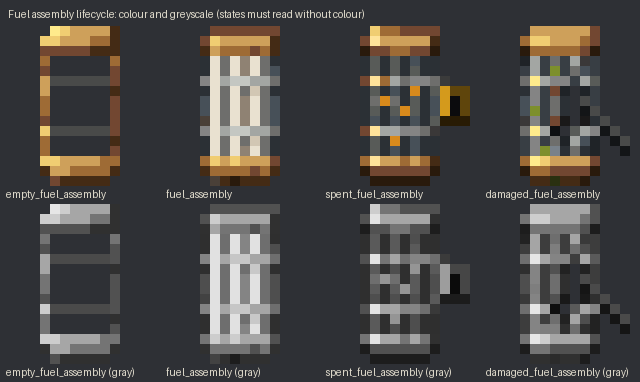 Fuel assembly lifecycle: colour and greyscale (states must read without colour)
empty_fuel_assembly
fuel_assembly
spent_fuel_assembly
damaged_fuel_assembly
empty_fuel_assembly (gray)
fuel_assembly (gray)
spent_fuel_assembly (gray)
damaged_fuel_assembly (gray)